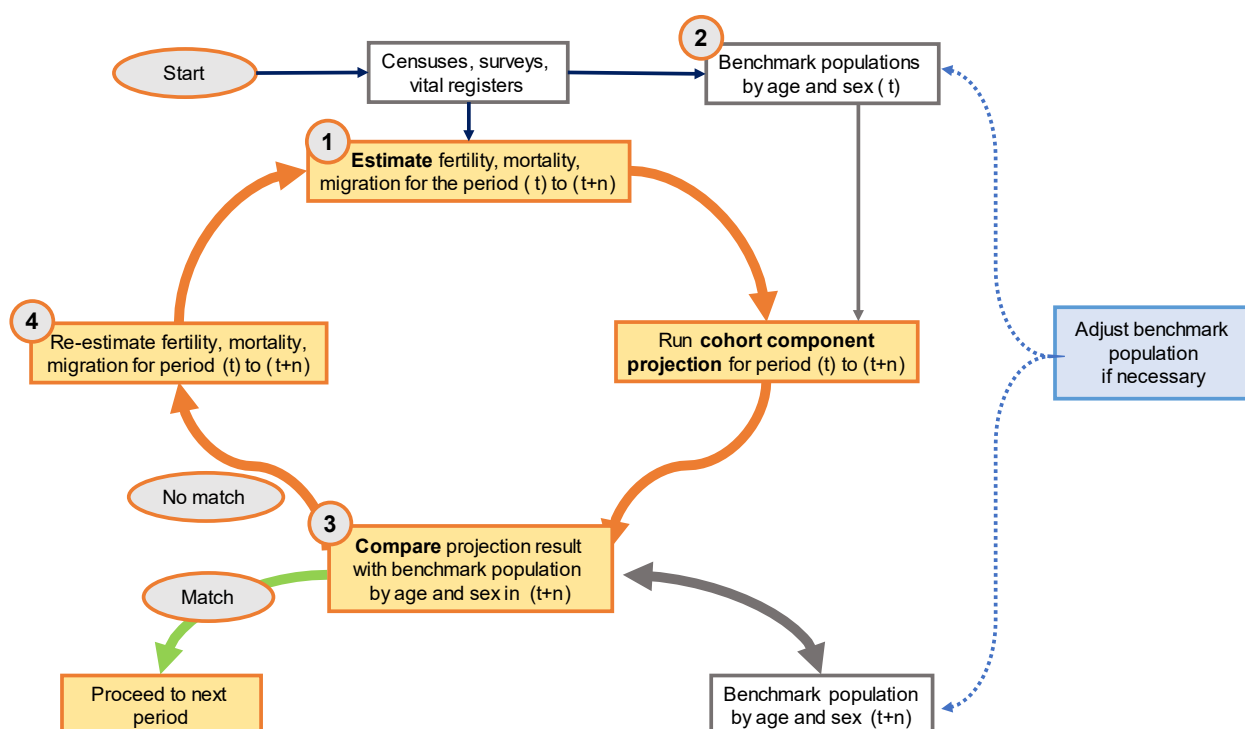 Start
Censuses, surveys,
vital registers
2
Benchmark populations
by age and sex ( t)
1
Estimate fertility, mortality,
migration for the period ( t) to ( t+n)
4
Re-estimate fertility, mortality,
migration for period (t) to ( t+n)
Run cohort component
projection for period (t) to (t+n)
Adjust benchmark
population
if necessary
No match
3
Compare projection result
with benchmark population
by age and sex in (t+n)
Match
Proceed to next
period
Benchmark population
by age and sex (t+n)